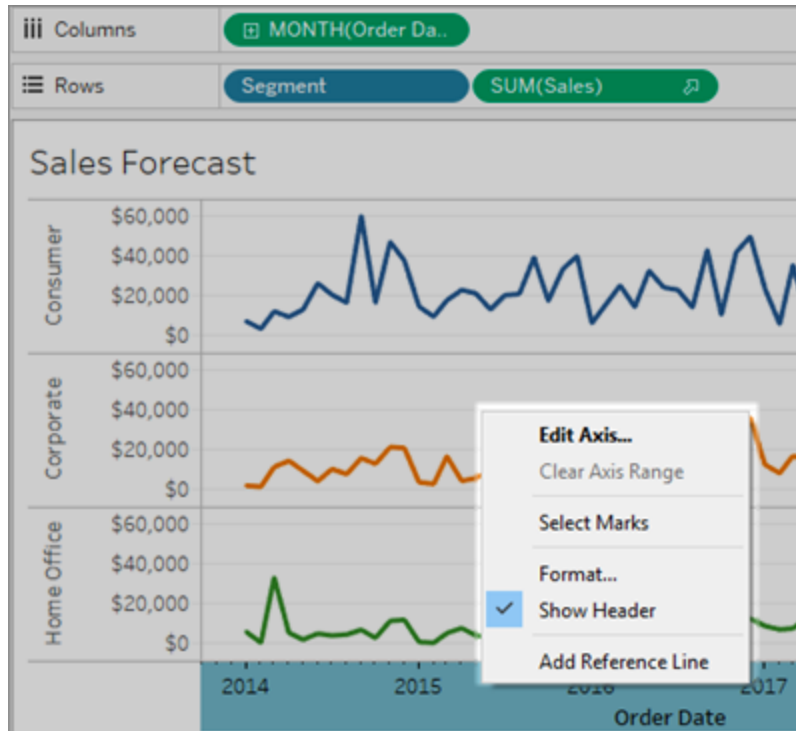 Columns
MONTH(Order Da..
Rows
Segment
SUM(Sales)
Sales Forecast
Consumer
$60,000
$40,000
$20,000
$0
Corporate
$60,000
$40,000
$20,000
$0
Home Office
$60,000
$40,000
$20,000
$0
Edit Axis...
Clear Axis Range
Select Marks
Format...
Show Header
Add Reference Line
2014
2015
2016
2017
Order Date